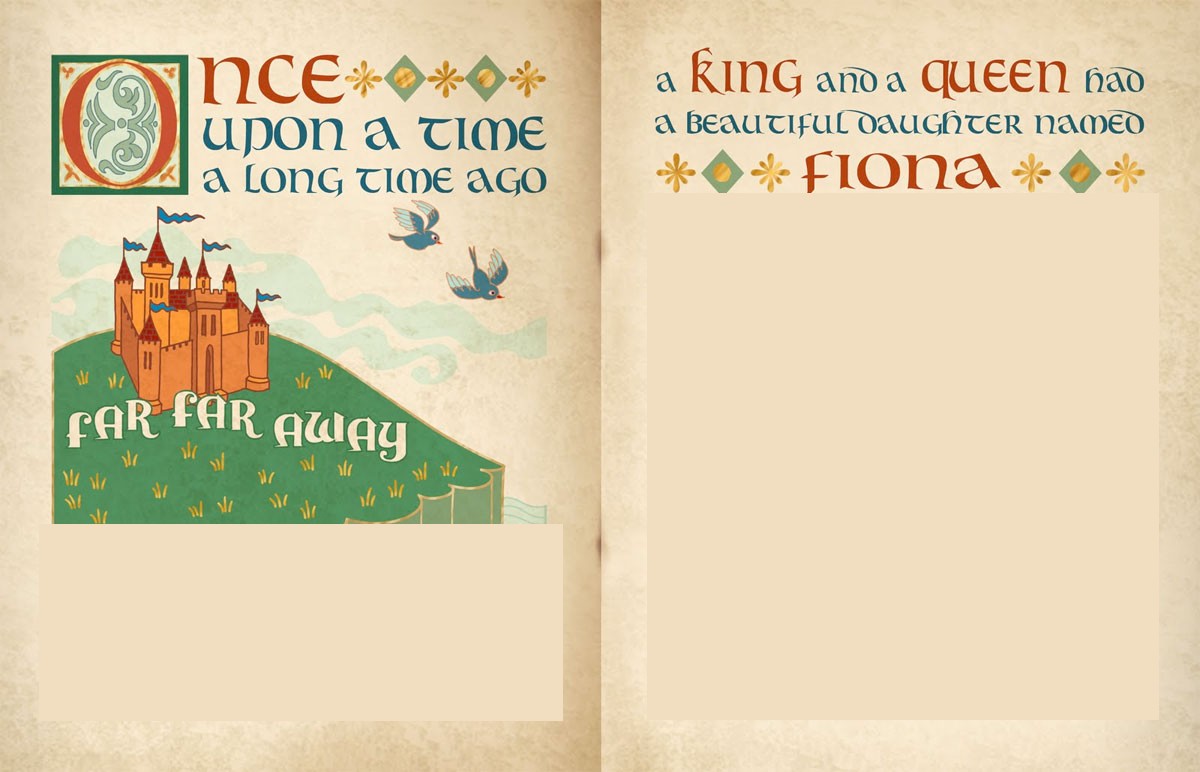 Once
upon a time
a long time ago
far far away
a King and a Queen had
a beautiful daughter named
Fiona